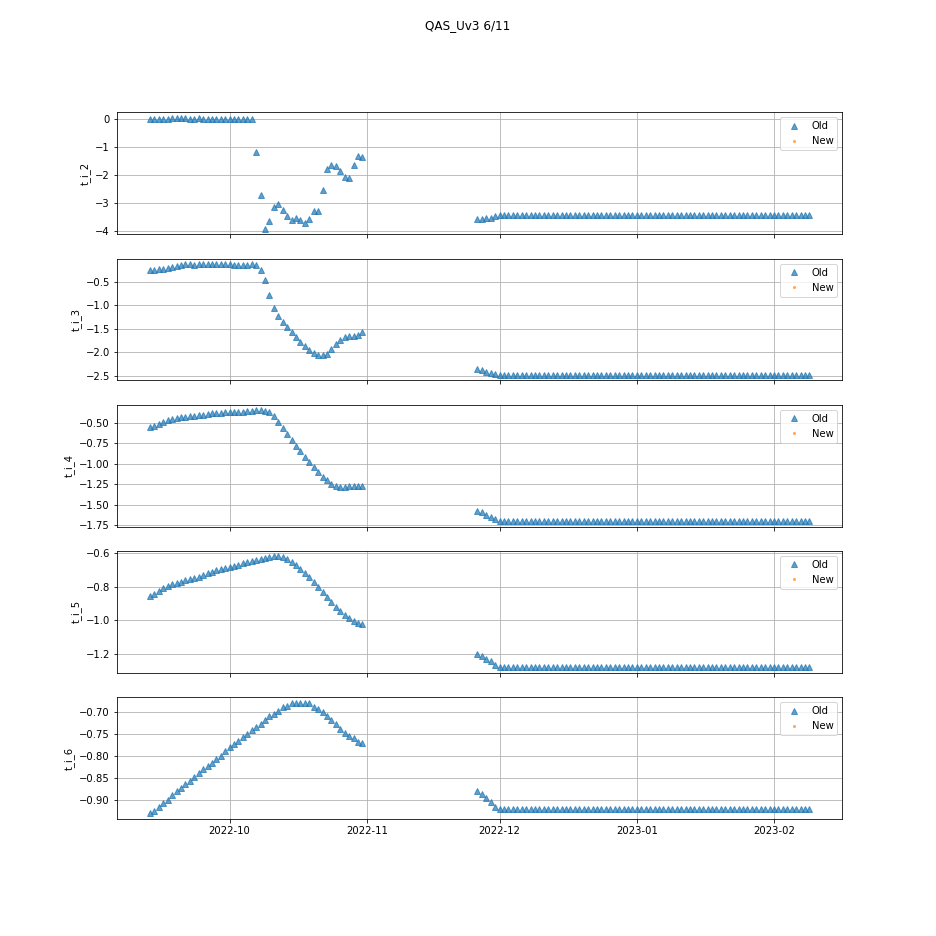 QAS_Uv3 6/11
0
−1
−2
−3
−4
t_i_2
Old
New
−0.5
−1.0
−1.5
−2.0
−2.5
t_i_3
Old
New
−0.50
−0.75
−1.00
−1.25
−1.50
−1.75
t_i_4
Old
New
−0.6
−0.8
−1.0
−1.2
t_i_5
Old
New
−0.70
−0.75
−0.80
−0.85
−0.90
t_i_6
Old
New
2022-10 2022-11 2022-12 2023-01 2023-02